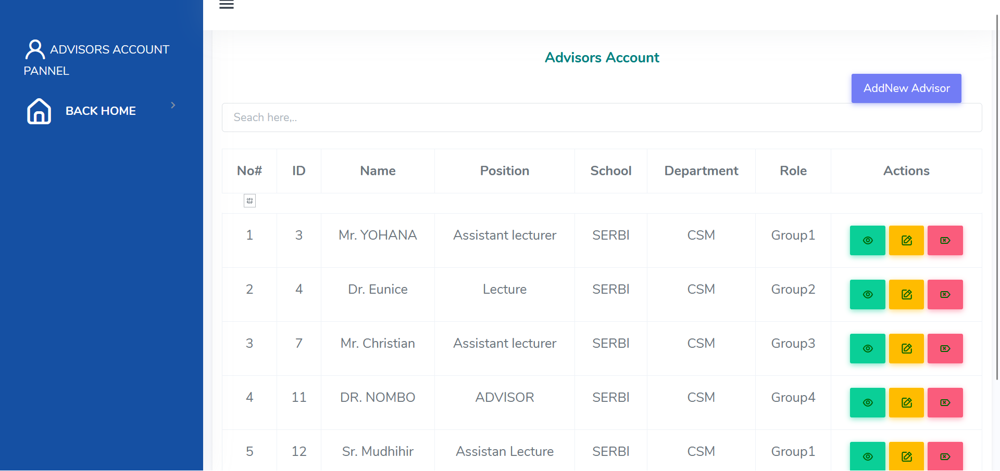 ADVISORS ACCOUNT
PANNEL
BACK HOME
Advisors Account
AddNew Advisor
Seach here,..
No# ID Name Position School Department Role Actions
1 3 Mr. YOHANA Assistant lecturer SERBI CSM Group1
2 4 Dr. Eunice Lecture SERBI CSM Group2
3 7 Mr. Christian Assistant lecturer SERBI CSM Group3
4 11 DR. NOMBO ADVISOR SERBI CSM Group4
5 12 Sr. Mudhihir Assistan Lecture SERBI CSM Group1